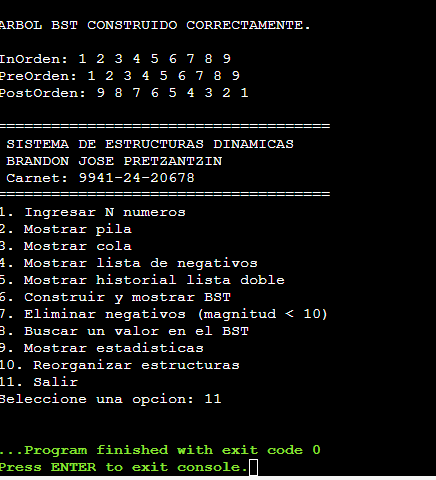 ARBOL BST CONSTRUIDO CORRECTAMENTE.
InOrden: 1 2 3 4 5 6 7 8 9
PreOrden: 1 2 3 4 5 6 7 8 9
PostOrden: 9 8 7 6 5 4 3 2 1
=====================================
SISTEMA DE ESTRUCTURAS DINAMICAS
BRANDON JOSE PRETZANTZIN
Carnet: 9941-24-20678
=====================================
1. Ingresar N numeros
2. Mostrar pila
3. Mostrar cola
4. Mostrar lista de negativos
5. Mostrar historial lista doble
6. Construir y mostrar BST
7. Eliminar negativos (magnitud < 10)
8. Buscar un valor en el BST
9. Mostrar estadisticas
10. Reorganizar estructuras
11. Salir
Seleccione una opcion: 11
...Program finished with exit code 0
Press ENTER to exit console.